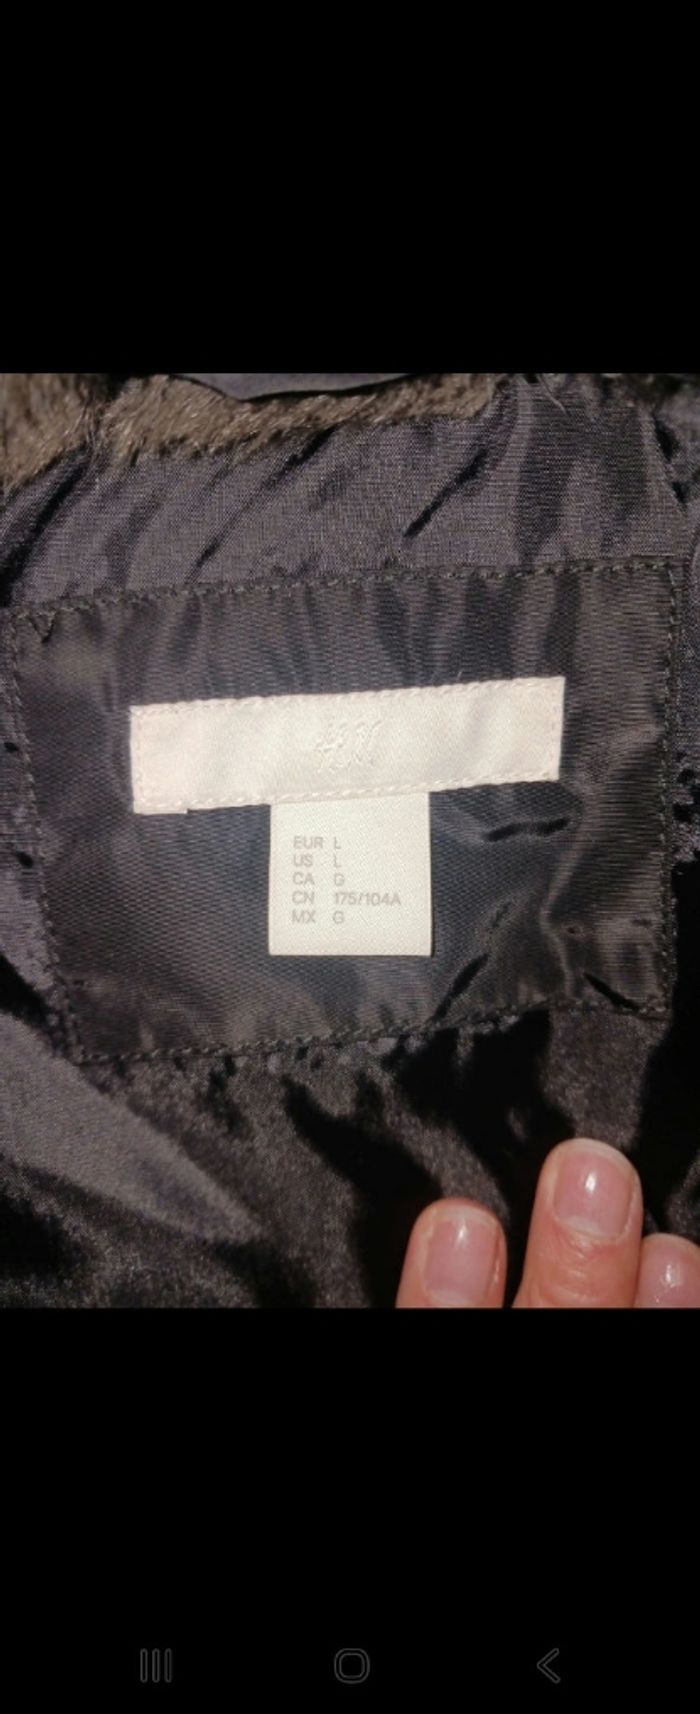 H&M
EUR L
US L
CA G
CN 175/104A
MX G